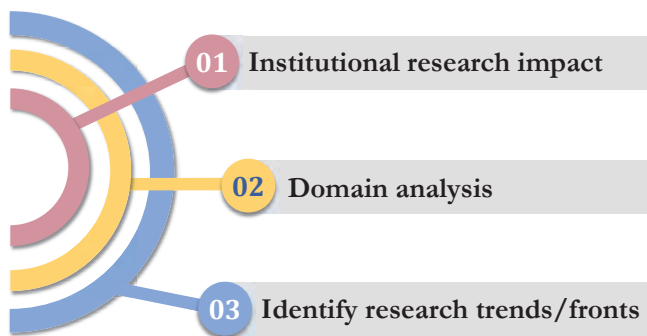 01 Institutional research impact
02 Domain analysis
03 Identify research trends/fronts